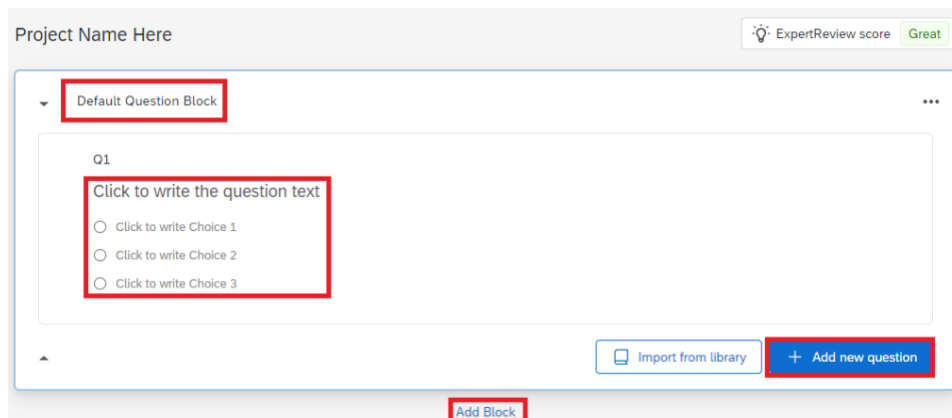 Project Name Here
ExpertReview score Great
Default Question Block
Q1
Click to write the question text
Click to write Choice 1
Click to write Choice 2
Click to write Choice 3
Import from library
+ Add new question
Add Block